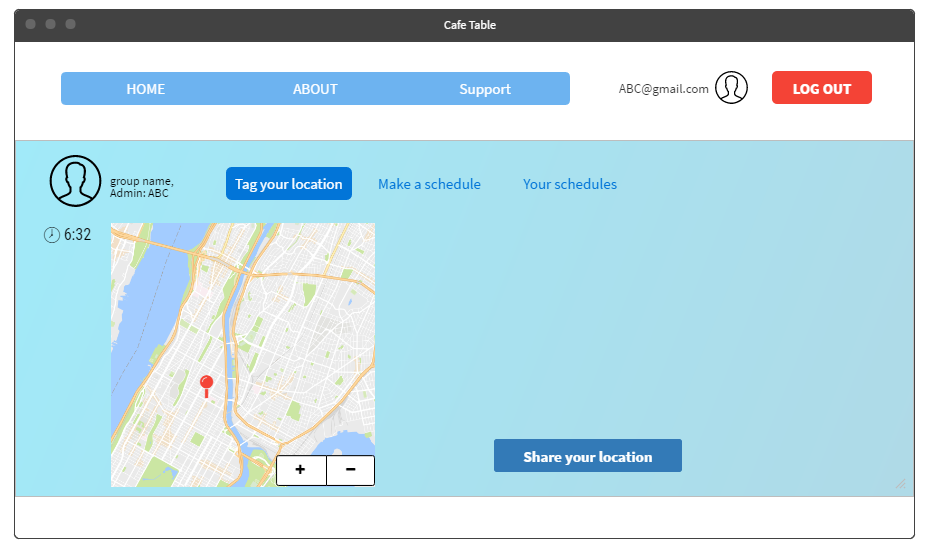 Cafe Table
HOME ABOUT Support
ABC@gmail.com
LOG OUT
group name,
Admin: ABC
Tag your location
Make a schedule
Your schedules
6:32
+ −
Share your location